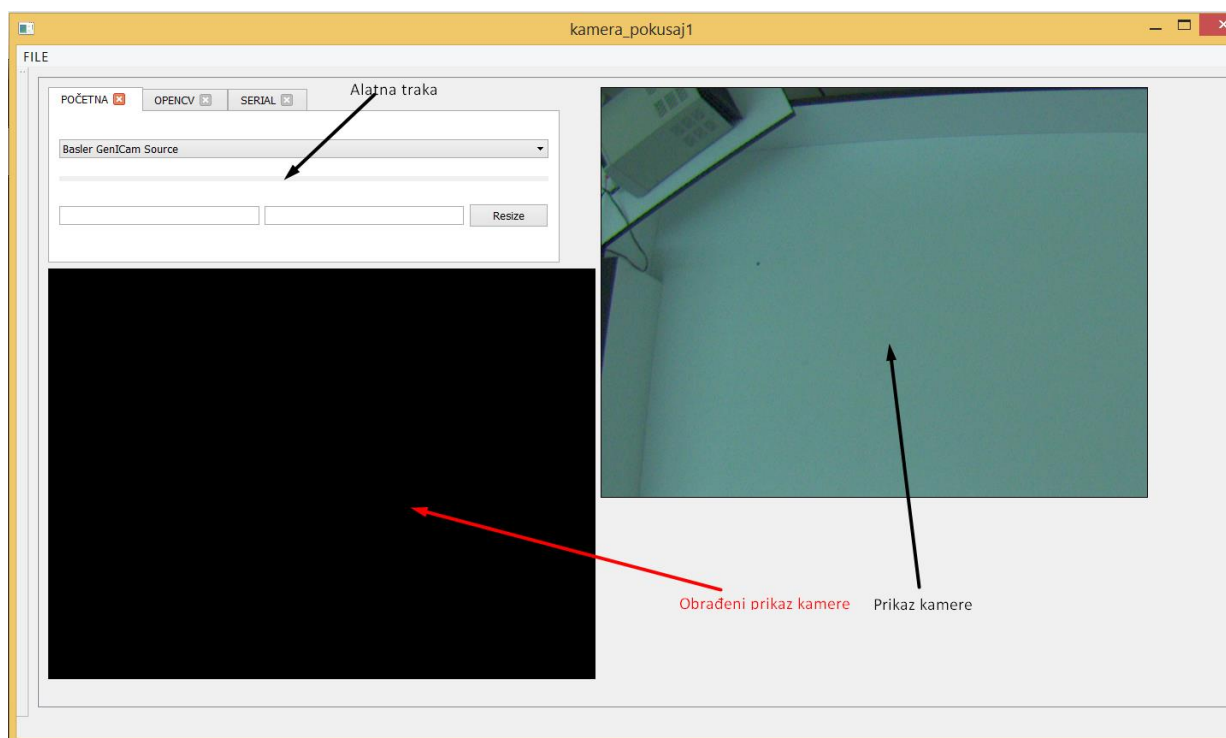 kamera_pokusaj1
FILE
POČETNA
OPENCV
SERIAL
Alatna traka
Basler GenICam Source
Resize
Obrađeni prikaz kamere
Prikaz kamere